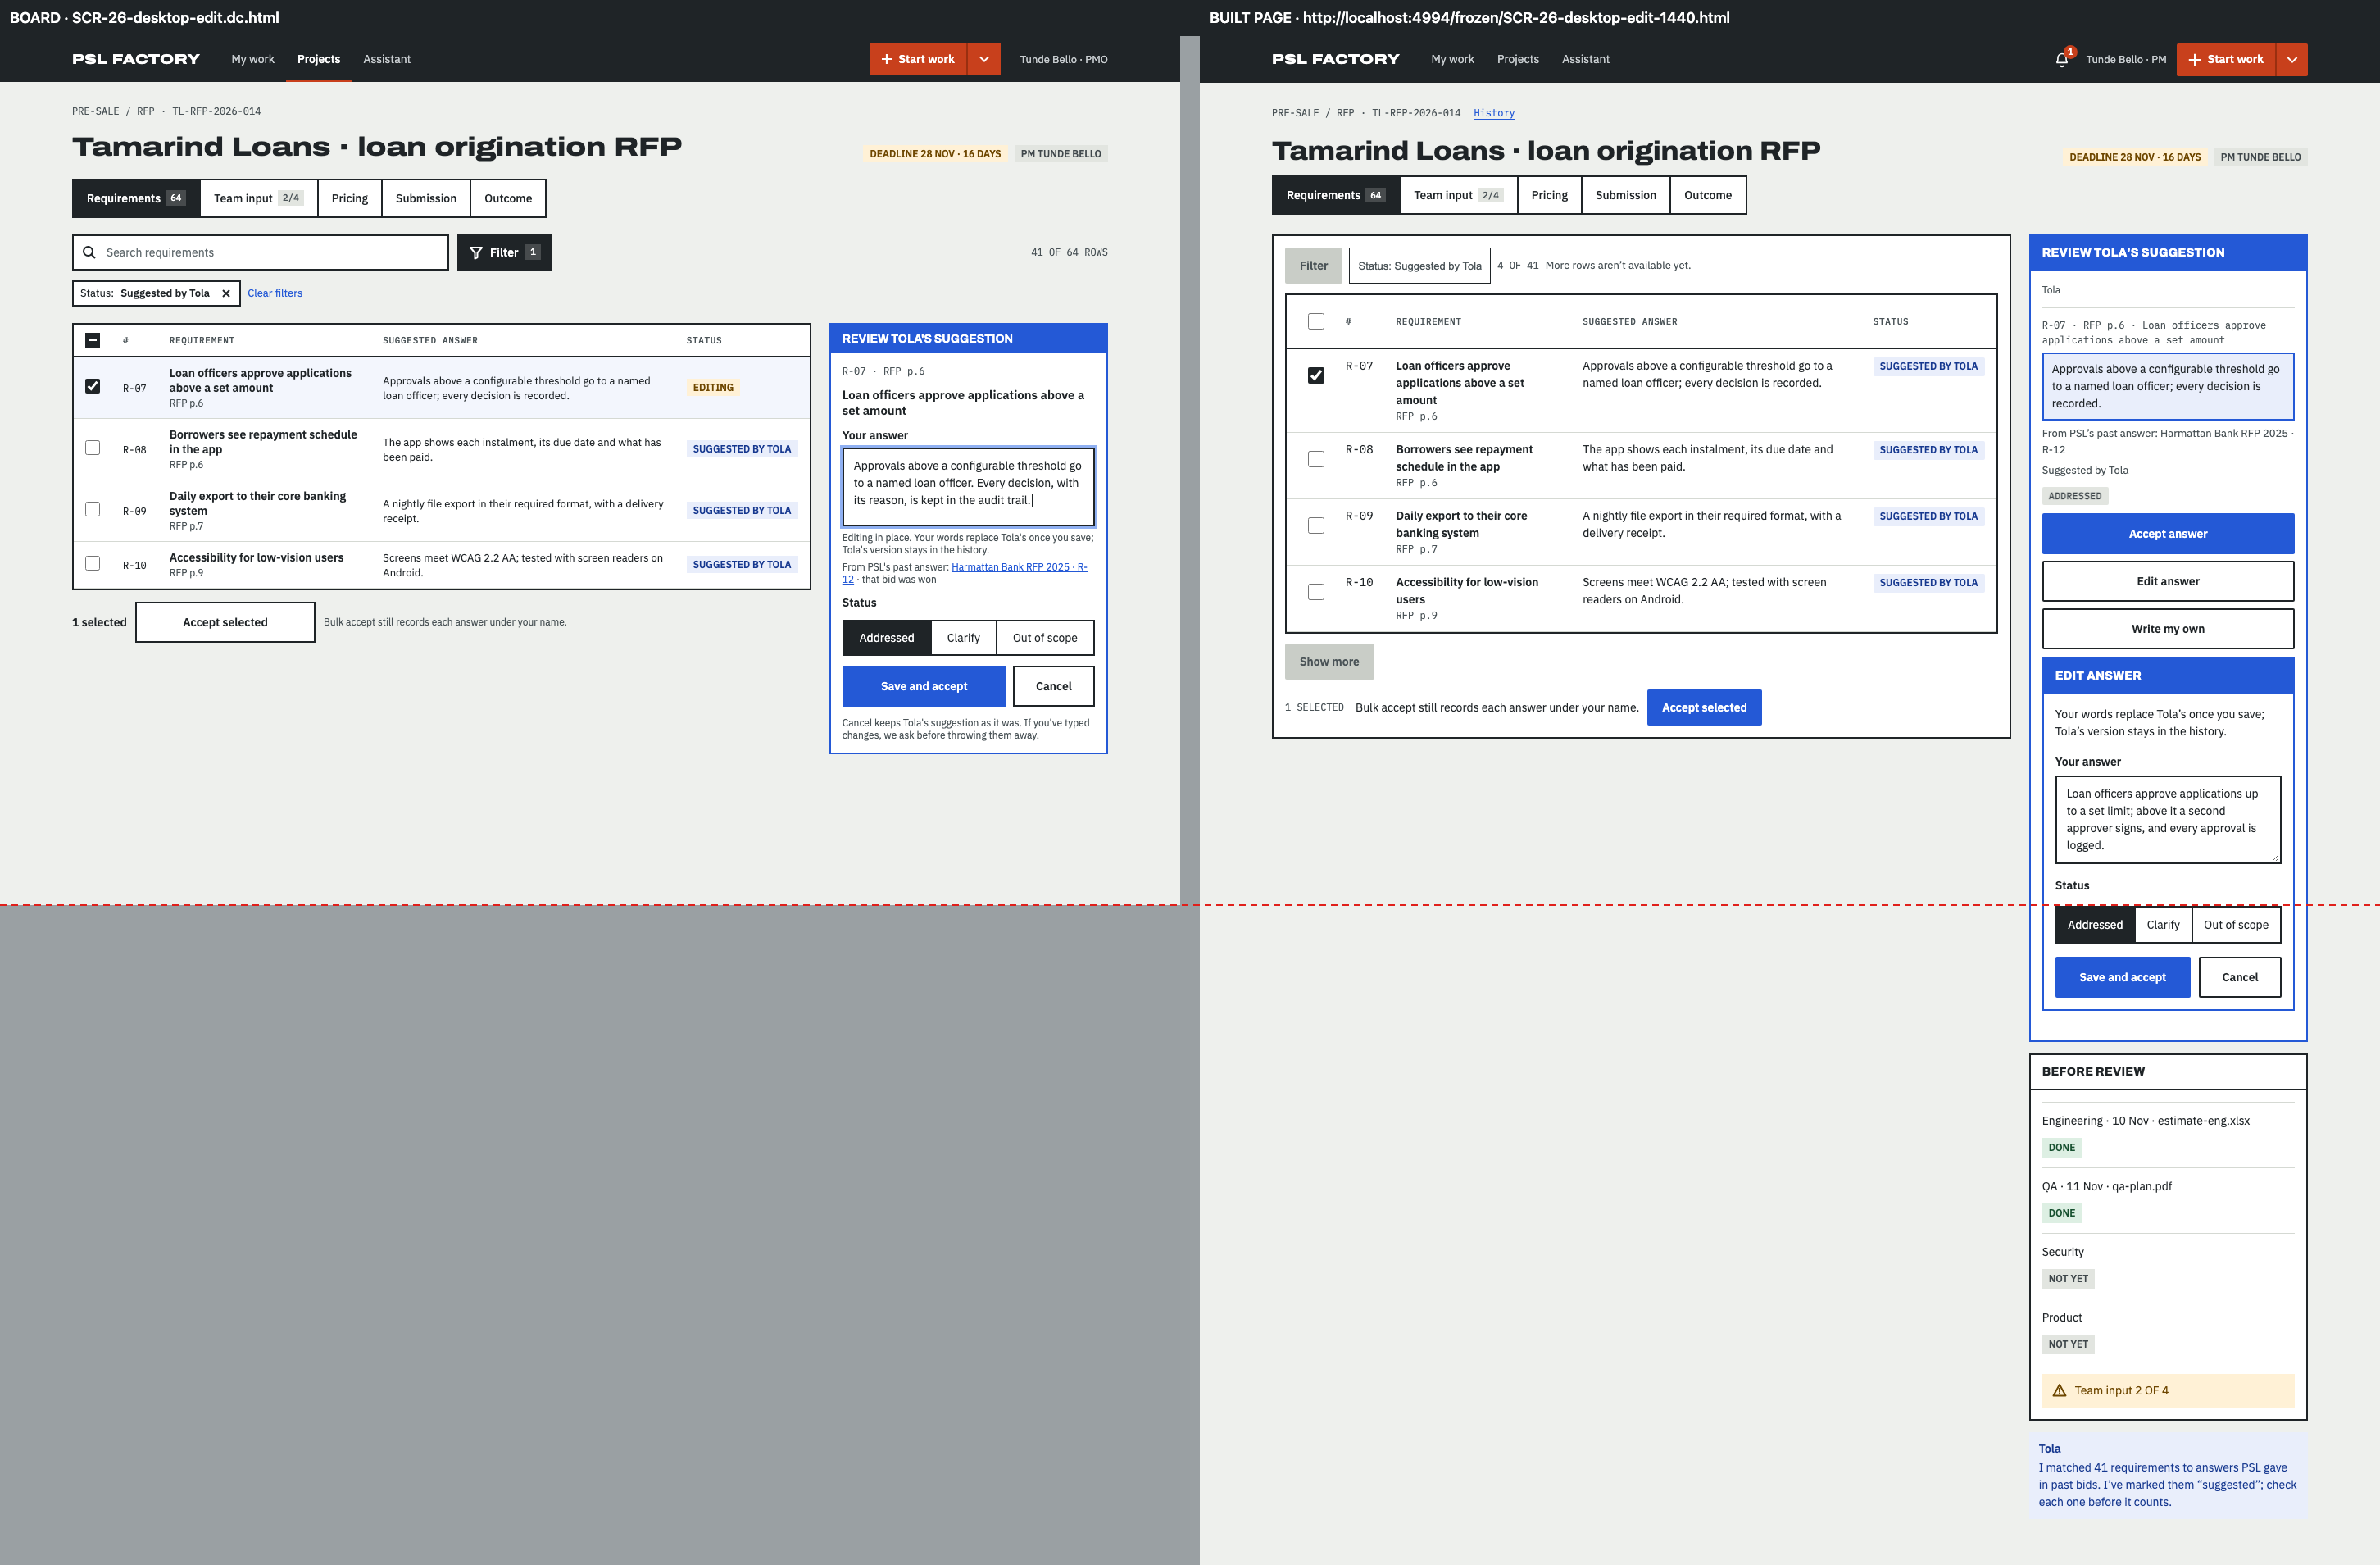 BOARD · SCR-26-desktop-edit.dc.html
PSL FACTORY
My work
Projects
Assistant
+ Start work
Tunde Bello · PMO
PRE-SALE / RFP · TL-RFP-2026-014
Tamarind Loans · loan origination RFP
DEADLINE 28 NOV · 16 DAYS
PM TUNDE BELLO
Requirements 64
Team input 2/4
Pricing
Submission
Outcome
Search requirements
Filter 1
41 OF 64 ROWS
Status: Suggested by Tola ×
Clear filters
# REQUIREMENT SUGGESTED ANSWER STATUS
R-07
Loan officers approve applications
above a set amount
RFP p.6
Approvals above a configurable threshold go to a named
loan officer; every decision is recorded.
EDITING
R-08
Borrowers see repayment schedule
in the app
RFP p.6
The app shows each instalment, its due date and what has
been paid.
SUGGESTED BY TOLA
R-09
Daily export to their core banking
system
RFP p.7
A nightly file export in their required format, with a delivery
receipt.
SUGGESTED BY TOLA
R-10
Accessibility for low-vision users
RFP p.9
Screens meet WCAG 2.2 AA; tested with screen readers on
Android.
SUGGESTED BY TOLA
1 selected
Accept selected
Bulk accept still records each answer under your name.
REVIEW TOLA'S SUGGESTION
R-07 · RFP p.6
Loan officers approve applications above a
set amount
Your answer
Approvals above a configurable threshold go
to a named loan officer. Every decision, with
its reason, is kept in the audit trail.
Editing in place. Your words replace Tola's once you save;
Tola's version stays in the history.
From PSL's past answer: Harmattan Bank RFP 2025 · R-
12 · that bid was won
Status
Addressed
Clarify
Out of scope
Save and accept
Cancel
Cancel keeps Tola's suggestion as it was. If you've typed
changes, we ask before throwing them away.
BUILT PAGE · http://localhost:4994/frozen/SCR-26-desktop-edit-1440.html
PSL FACTORY
My work
Projects
Assistant
1
Tunde Bello · PM
+ Start work
PRE-SALE / RFP · TL-RFP-2026-014 History
Tamarind Loans · loan origination RFP
DEADLINE 28 NOV · 16 DAYS
PM TUNDE BELLO
Requirements 64
Team input 2/4
Pricing
Submission
Outcome
Filter
Status: Suggested by Tola
4 OF 41 More rows aren’t available yet.
# REQUIREMENT SUGGESTED ANSWER STATUS
R-07
Loan officers approve
applications above a set
amount
RFP p.6
Approvals above a configurable threshold go to a
named loan officer; every decision is recorded.
SUGGESTED BY TOLA
R-08
Borrowers see repayment
schedule in the app
RFP p.6
The app shows each instalment, its due date and
what has been paid.
SUGGESTED BY TOLA
R-09
Daily export to their core
banking system
RFP p.7
A nightly file export in their required format, with a
delivery receipt.
SUGGESTED BY TOLA
R-10
Accessibility for low-vision
users
RFP p.9
Screens meet WCAG 2.2 AA; tested with screen
readers on Android.
SUGGESTED BY TOLA
Show more
1 SELECTED
Bulk accept still records each answer under your name.
Accept selected
REVIEW TOLA’S SUGGESTION
Tola
R-07 · RFP p.6 · Loan officers approve
applications above a set amount
Approvals above a configurable threshold go
to a named loan officer; every decision is
recorded.
From PSL’s past answer: Harmattan Bank RFP 2025 ·
R-12
Suggested by Tola
ADDRESSED
Accept answer
Edit answer
Write my own
EDIT ANSWER
Your words replace Tola’s once you save;
Tola’s version stays in the history.
Your answer
Loan officers approve applications up
to a set limit; above it a second
approver signs, and every approval is
logged.
Status
Addressed
Clarify
Out of scope
Save and accept
Cancel
BEFORE REVIEW
Engineering · 10 Nov · estimate-eng.xlsx
DONE
QA · 11 Nov · qa-plan.pdf
DONE
Security
NOT YET
Product
NOT YET
Team input 2 OF 4
Tola
I matched 41 requirements to answers PSL gave
in past bids. I’ve marked them “suggested”; check
each one before it counts.